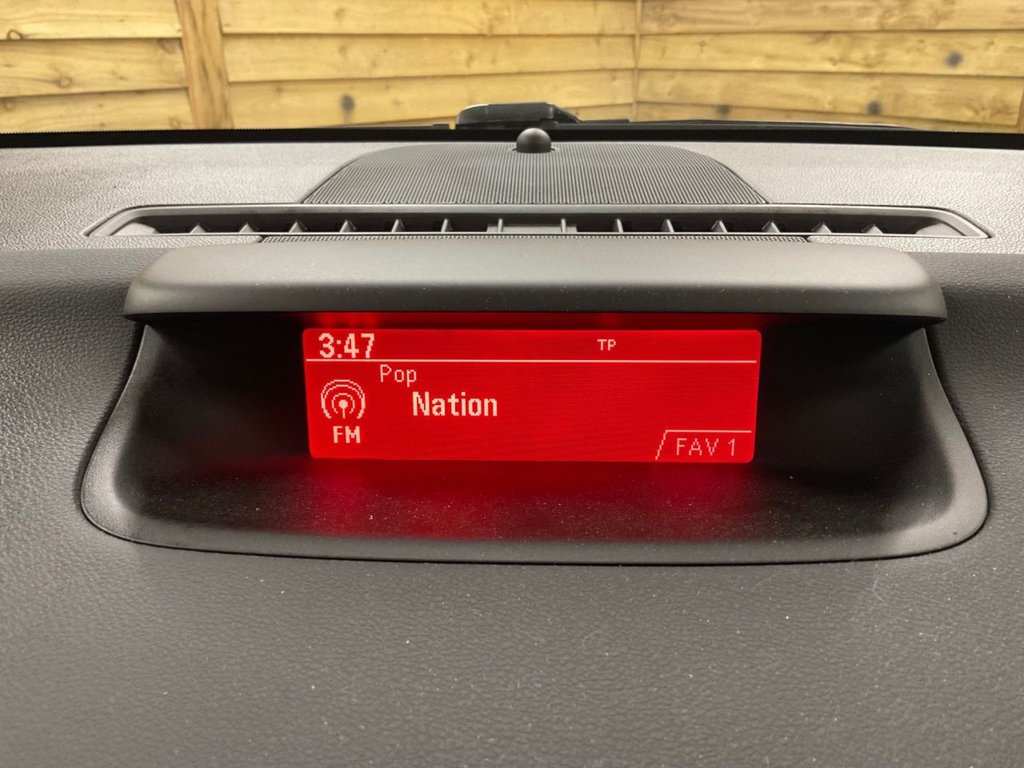 3:47 TP
Pop
Nation
FM
FAV 1